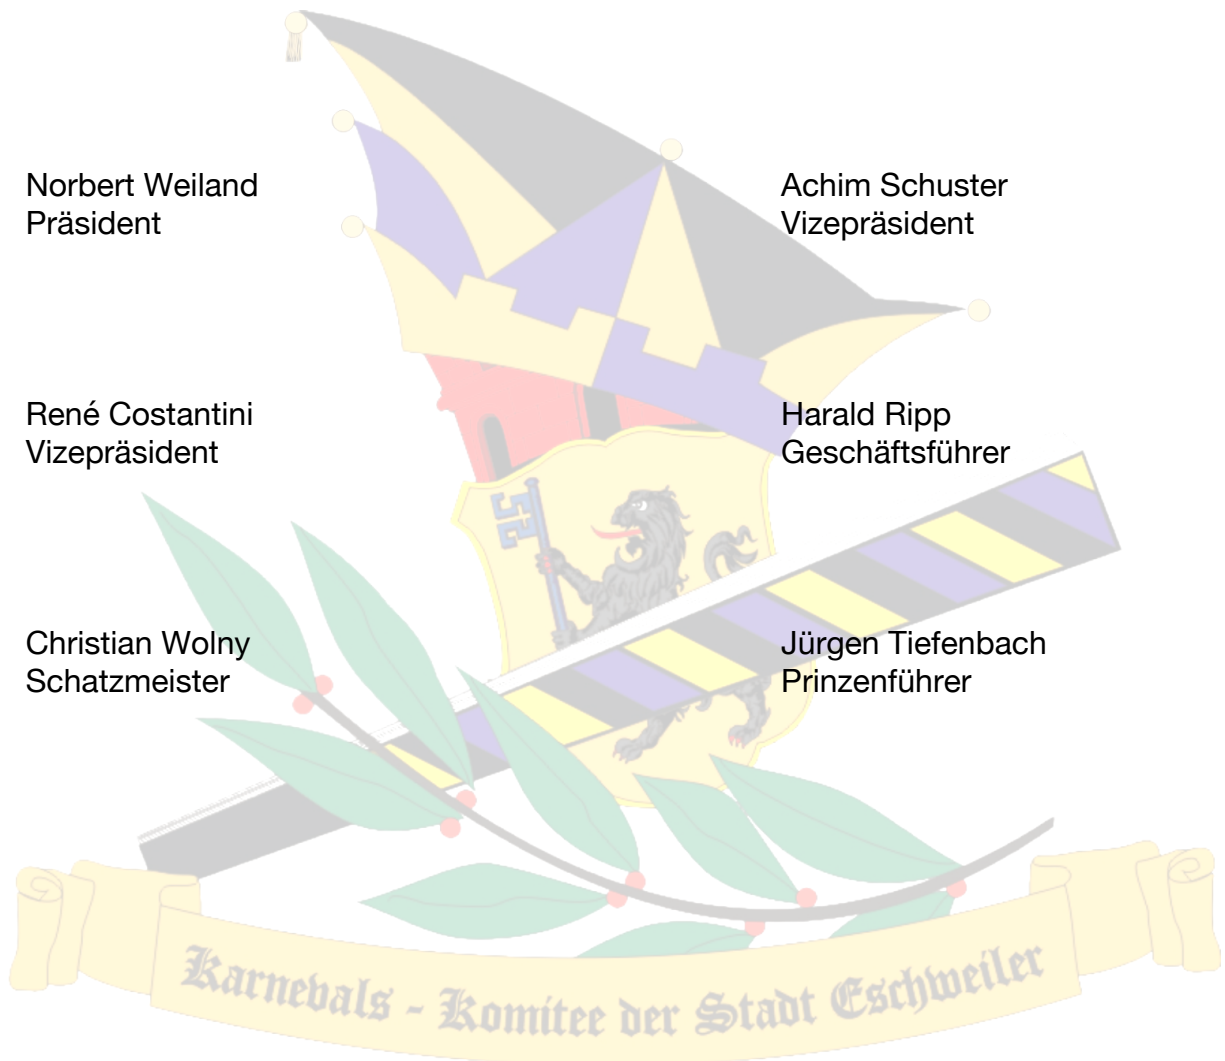 Norbert Weiland
Präsident
Achim Schuster
Vizepräsident
René Costantini
Vizepräsident
Harald Ripp
Geschäftsführer
Christian Wolny
Schatzmeister
Jürgen Tiefenbach
Prinzenführer
Karnevals - Komitee der Stadt Eschweiler